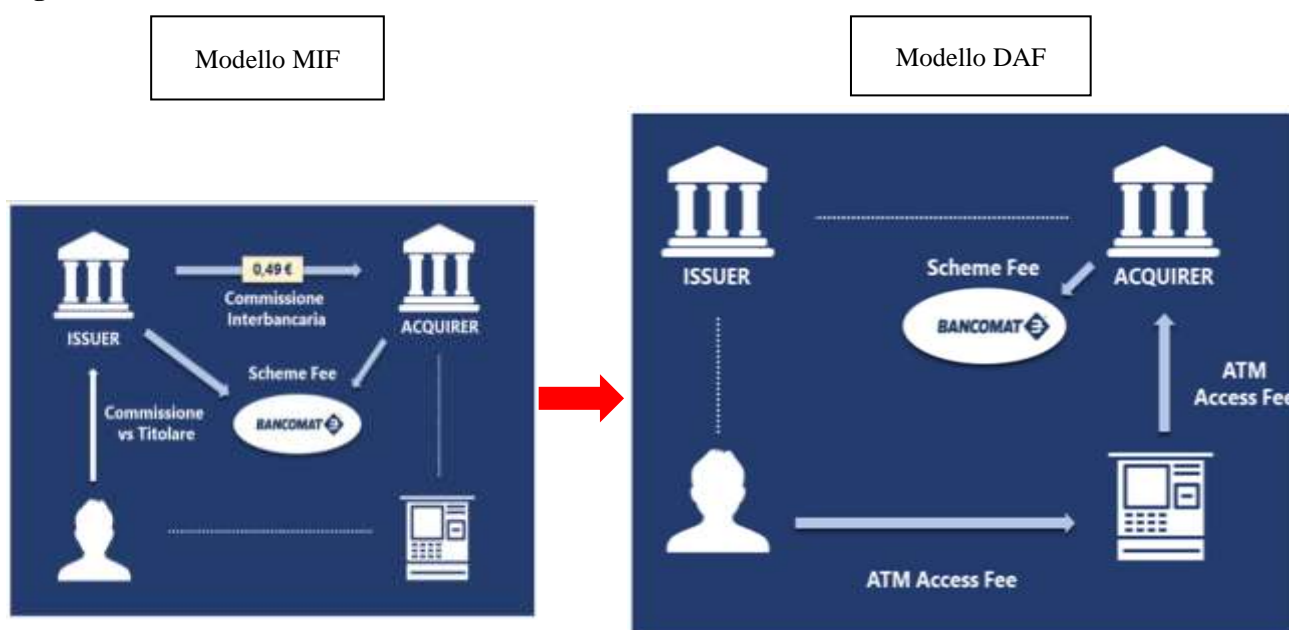 Modello MIF
0,49 €
Commissione
Interbancaria
ISSUER
ACQUIRER
Scheme Fee
BANCOMAT
Commissione
vs Titolare
Modello DAF
ISSUER
ACQUIRER
Scheme Fee
BANCOMAT
ATM
Access Fee
ATM Access Fee